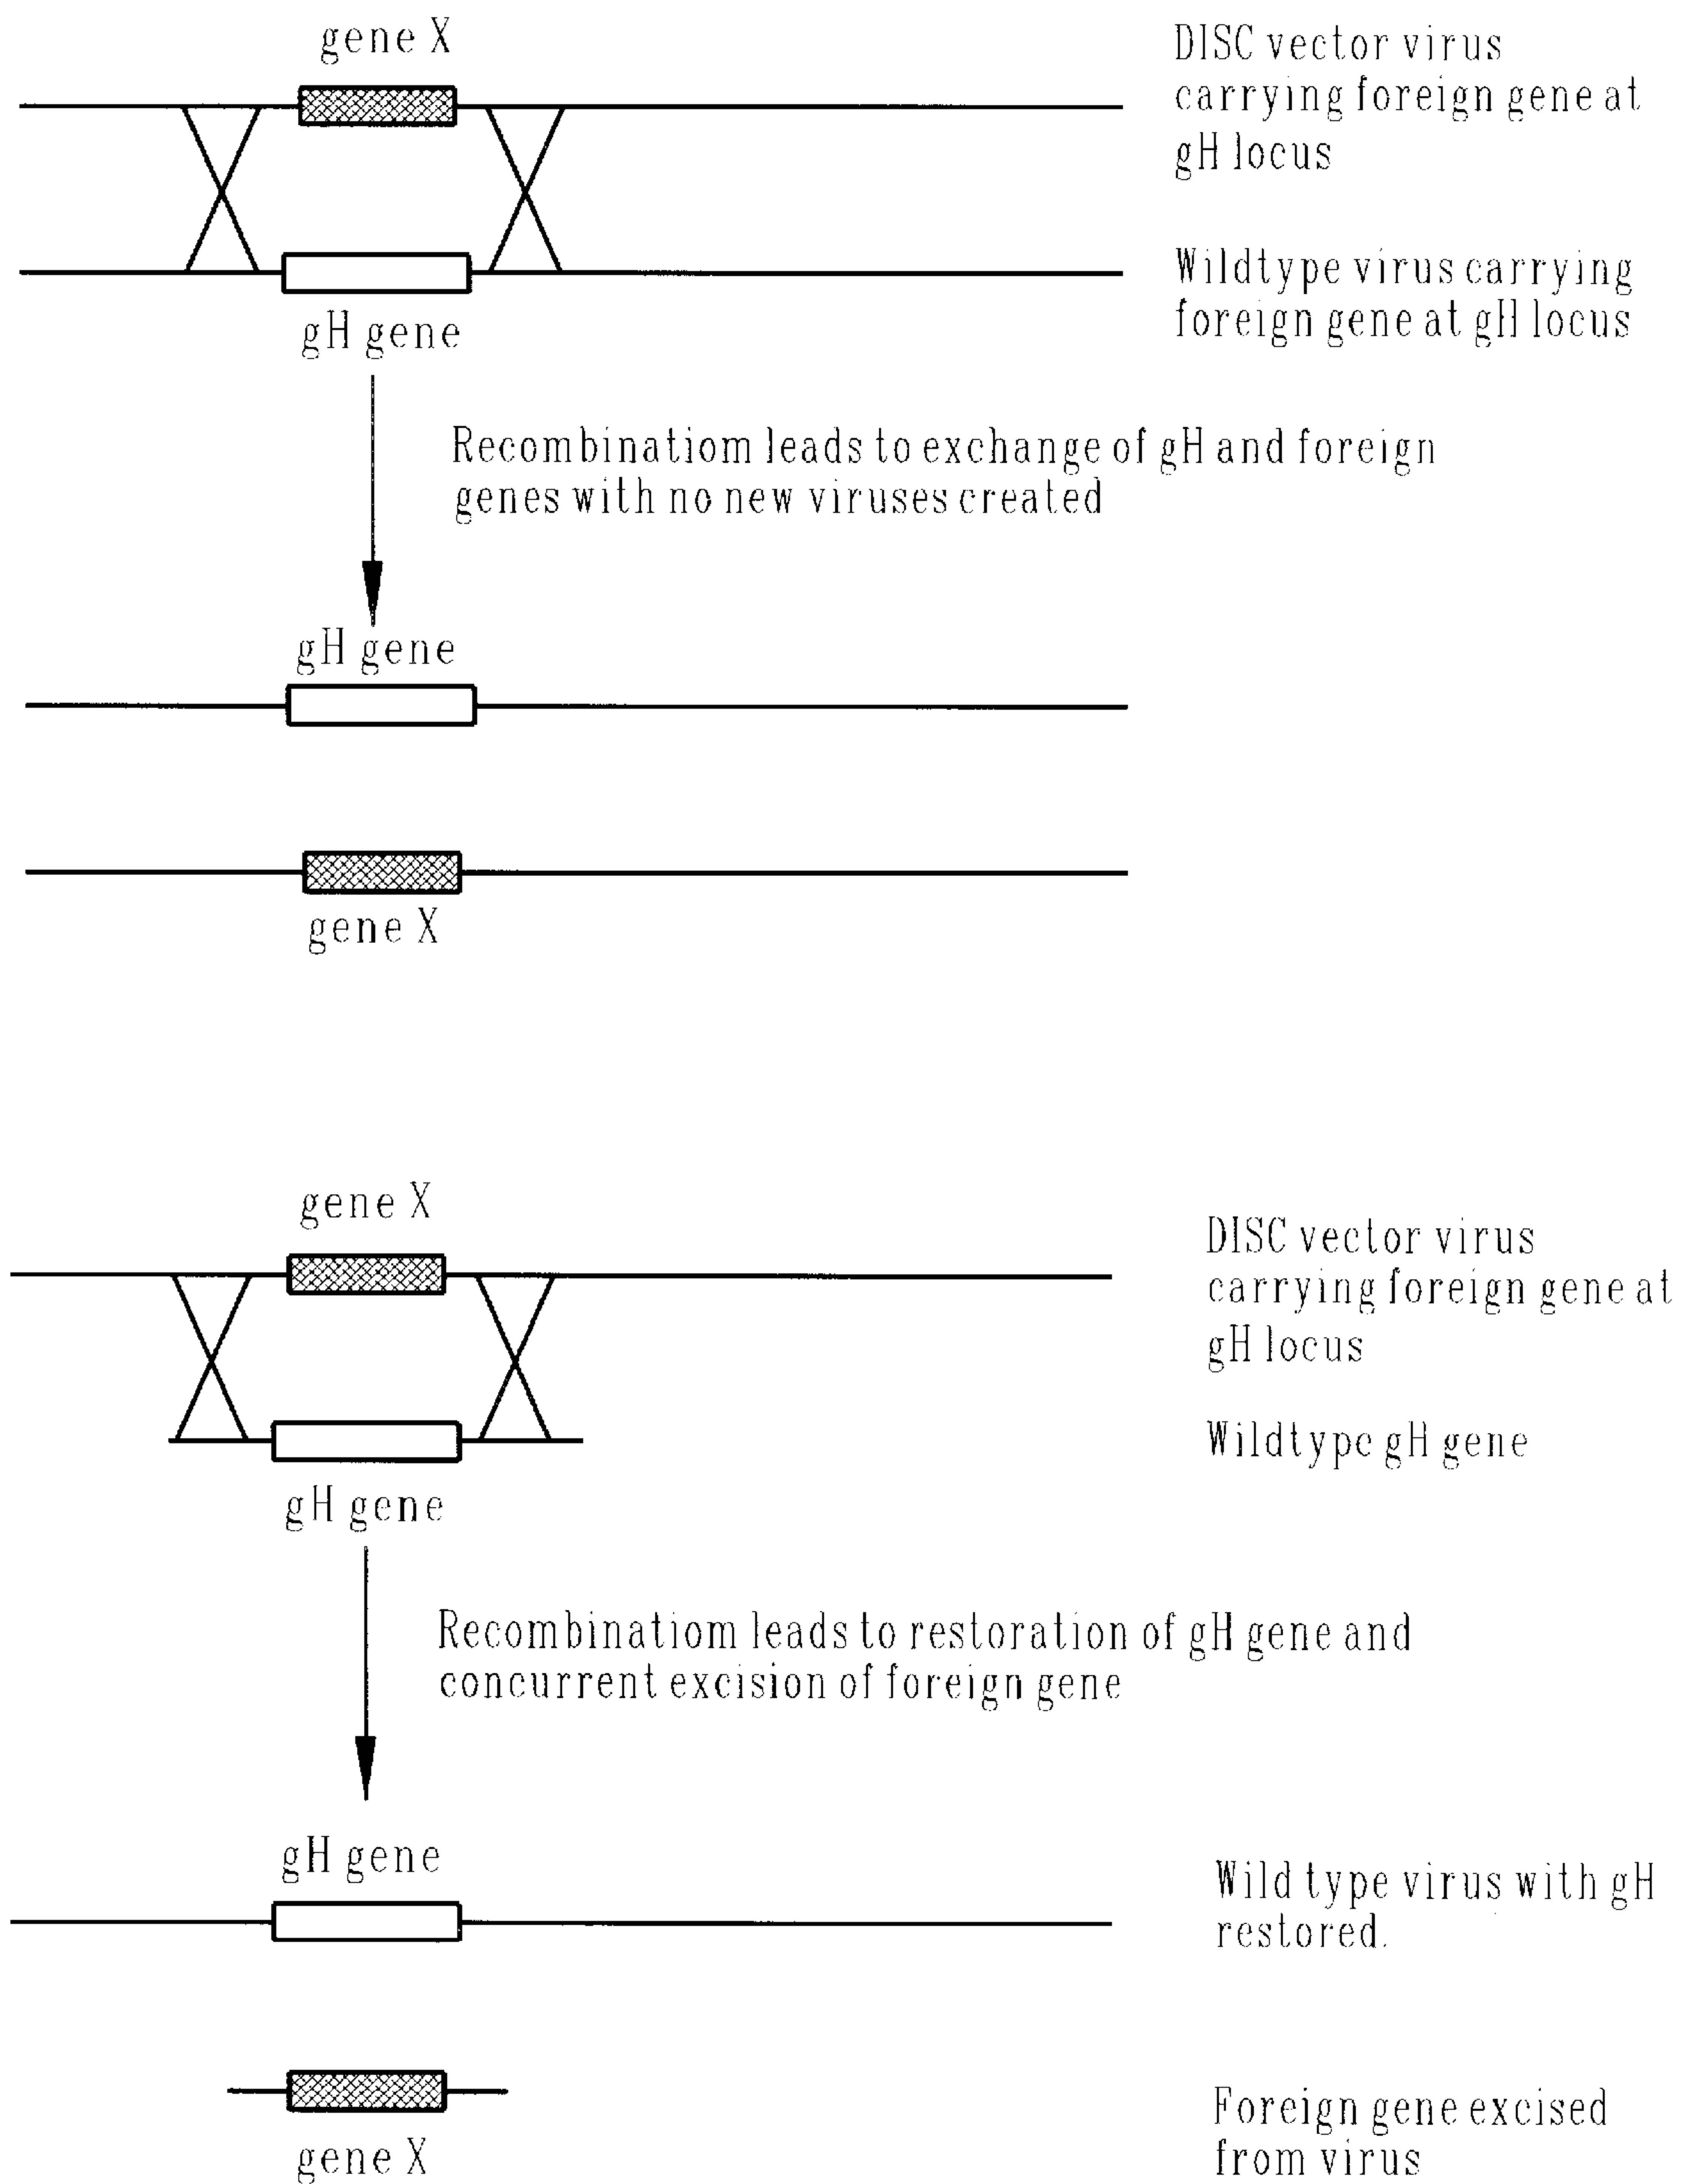 gene X
DISC vector virus
carrying foreign gene at
gH locus
Wildtype virus carrying
foreign gene at gH locus
gH gene
Recombinatiom leads to exchange of gH and foreign
genes with no new viruses created
gH gene
gene X
gene X
DISC vector virus
carrying foreign gene at
gH locus
Wildtype gH gene
gH gene
Recombinatiom leads to restoration of gH gene and
concurrent excision of foreign gene
gH gene
Wild type virus with gH
restored.
Foreign gene excised
from virus
gene X